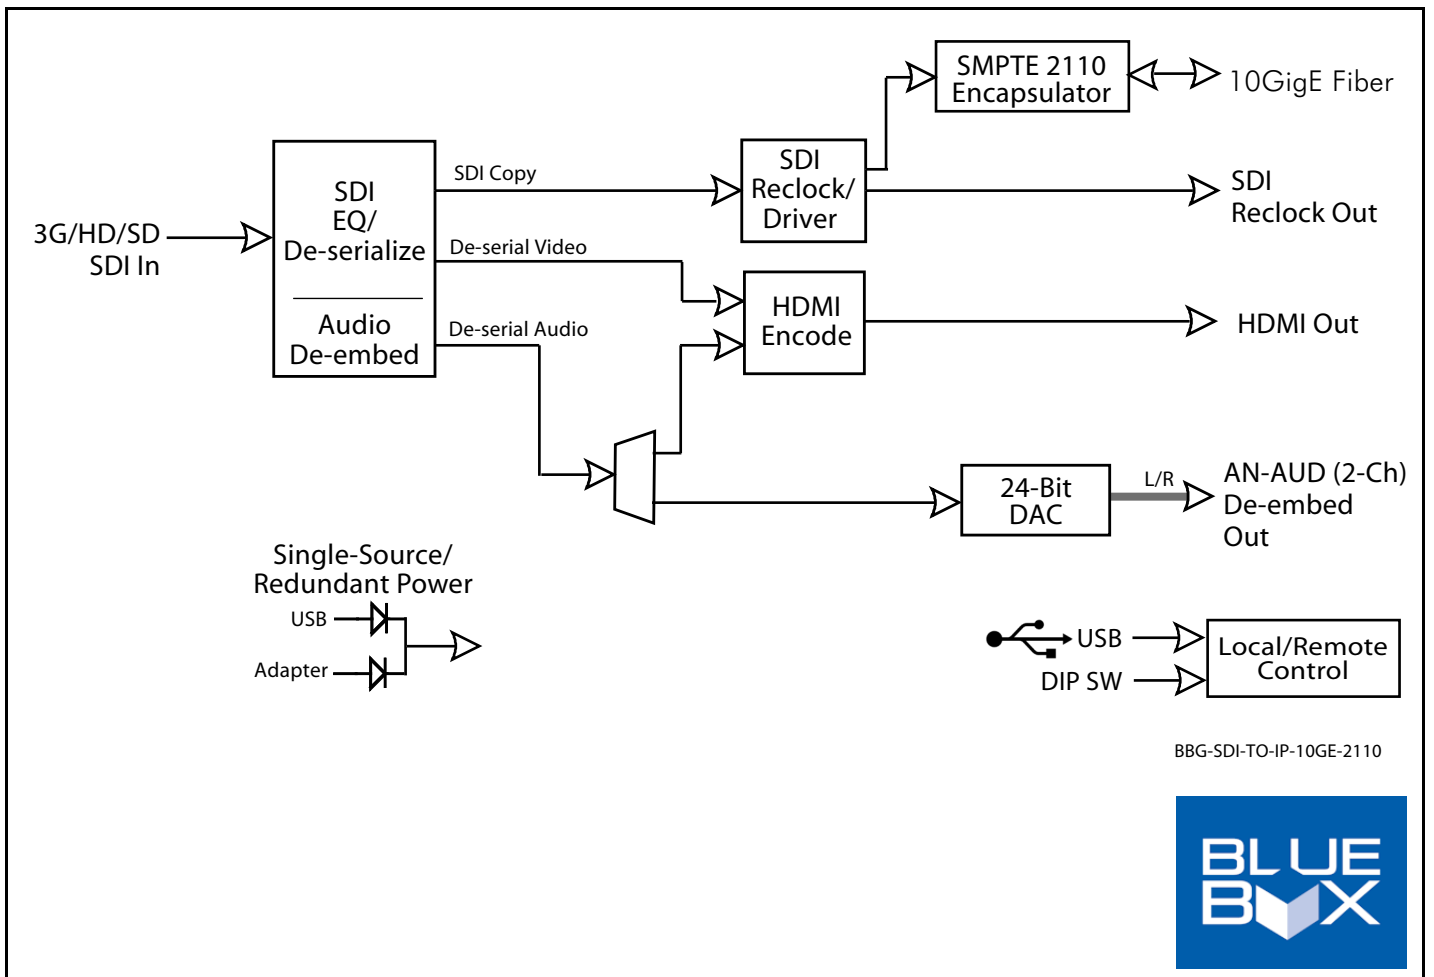 SMPTE 2110
Encapsulator
10GigE Fiber
SDI
EQ/
De-serialize
Audio
De-embed
SDI Copy
SDI
Reclock/
Driver
SDI
Reclock Out
3G/HD/SD
SDI In
De-serial Video
HDMI
Encode
HDMI Out
De-serial Audio
24-Bit
DAC
L/R
AN-AUD (2-Ch)
De-embed
Out
Single-Source/
Redundant Power
USB
Adapter
USB
DIP SW
Local/Remote
Control
BBG-SDI-TO-IP-10GE-2110
BLUE
BOX